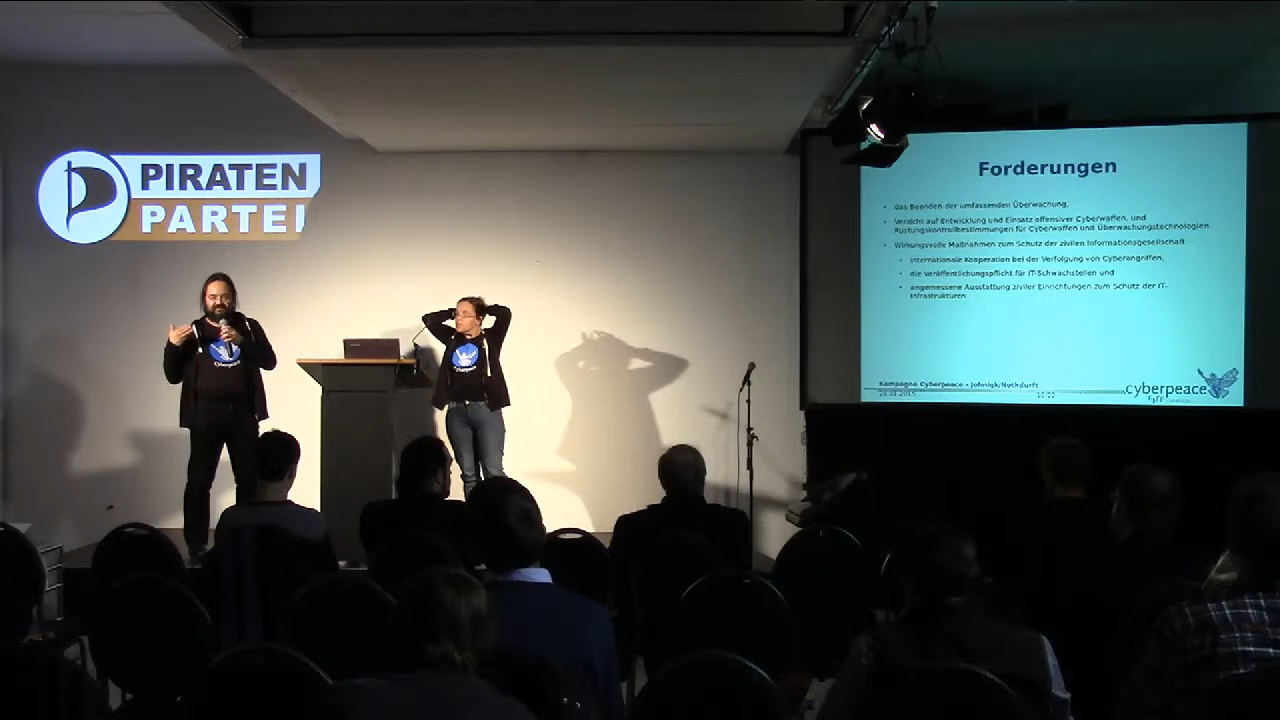 PIRATEN
PARTEI
Forderungen
das Beenden der umfassenden Überwachung,
Verzicht auf Entwicklung und Einsatz offensiver Cyberwaffen, und
Rüstungskontrollbestimmungen für Cyberwaffen und Überwachungstechnologien
Wirkungsvolle Maßnahmen zum Schutz der zivilen Informationsgesellschaft
internationale Kooperation bei der Verfolgung von Cyberangriffen,
die Veröffentlichungspflicht für IT-Schwachstellen und
angemessene Ausstattung ziviler Einrichtungen zum Schutz der IT-
Infrastrukturen
Kampagne Cyberpeace - Johnigk/Nothdurft
cyberpeace
Cyberpeace